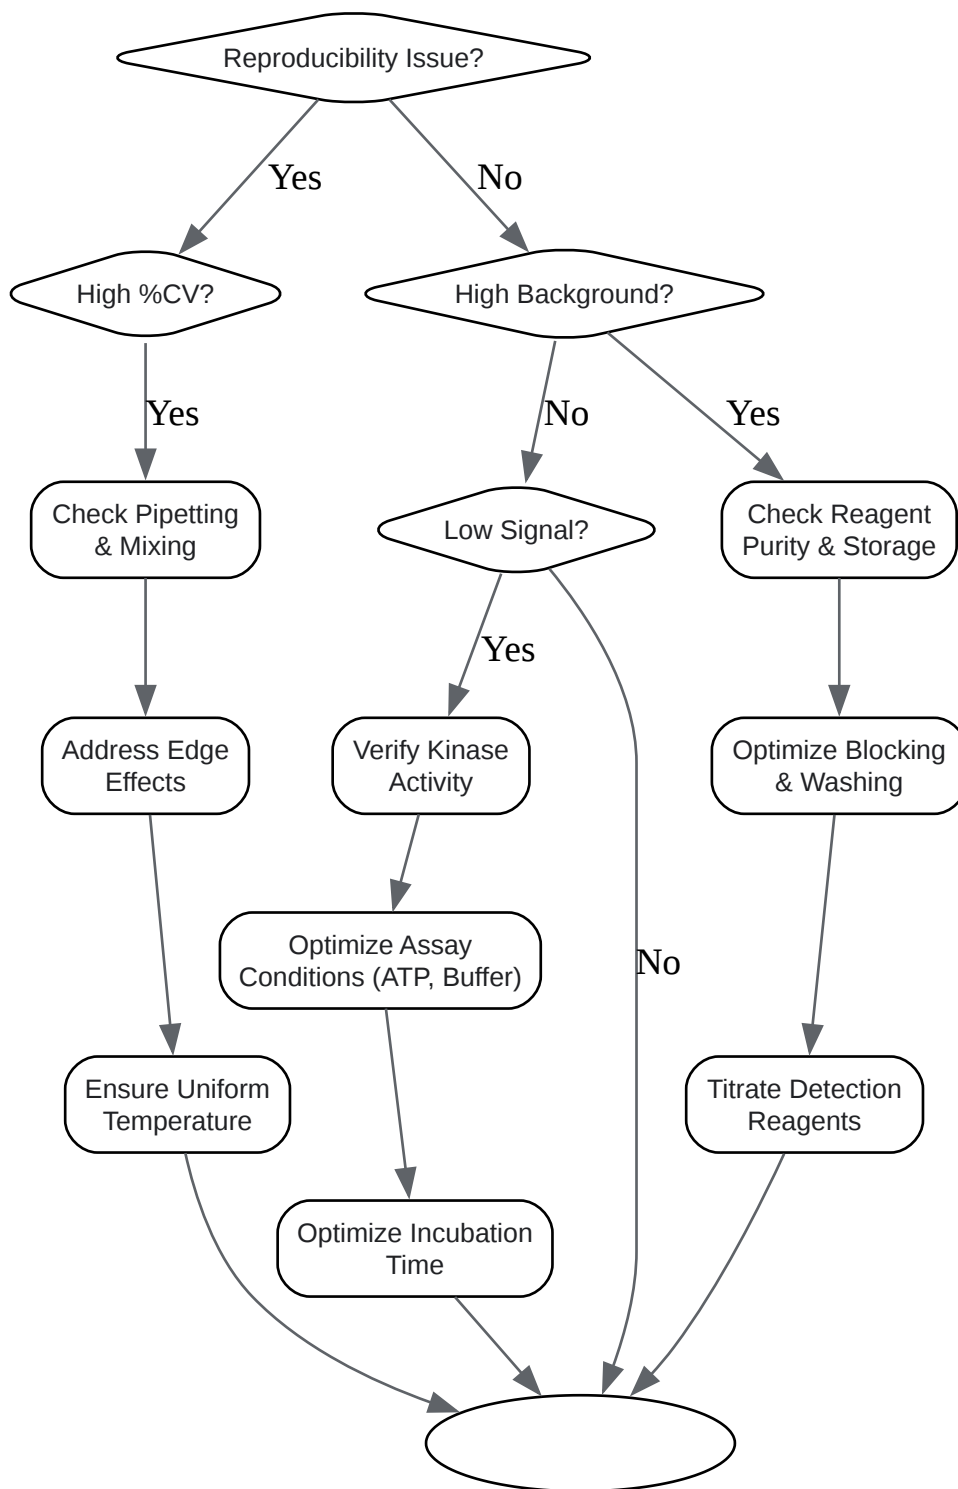 Reproducibility Issue?
Yes
No
High %CV?
High Background?
Yes
No
Yes
Check Pipetting
& Mixing
Low Signal?
Check Reagent
Purity & Storage
Yes
Address Edge
Effects
Verify Kinase
Activity
Optimize Blocking
& Washing
Optimize Assay
Conditions (ATP, Buffer)
No
Ensure Uniform
Temperature
Titrate Detection
Reagents
Optimize Incubation
Time